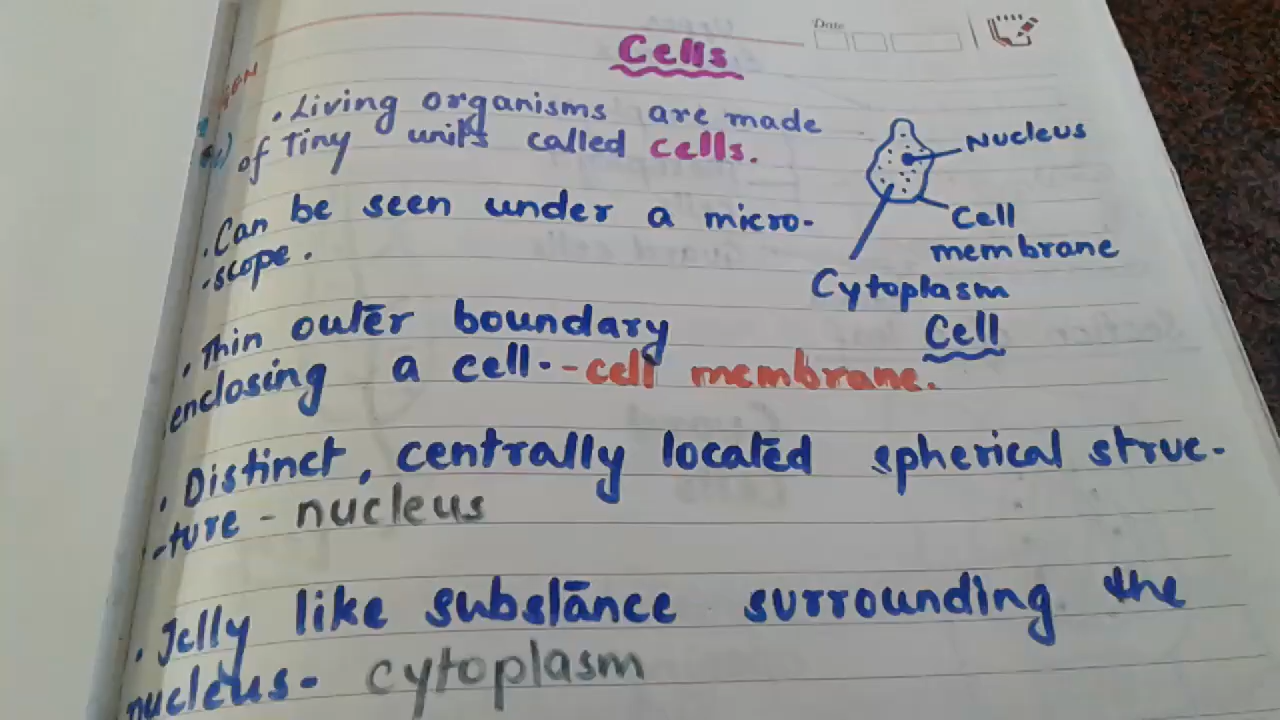 Date
Cells
. Living organisms are made
of tiny units called cells.
. Can be seen under a micro-
-scope.
. Thin outer boundary
enclosing a cell.--cell membrane.
. Distinct, centrally located spherical struc-
-ture - nucleus
. Jelly like substance surrounding the
nucleus- cytoplasm
Nucleus
Cell
membrane
Cytoplasm
Cell